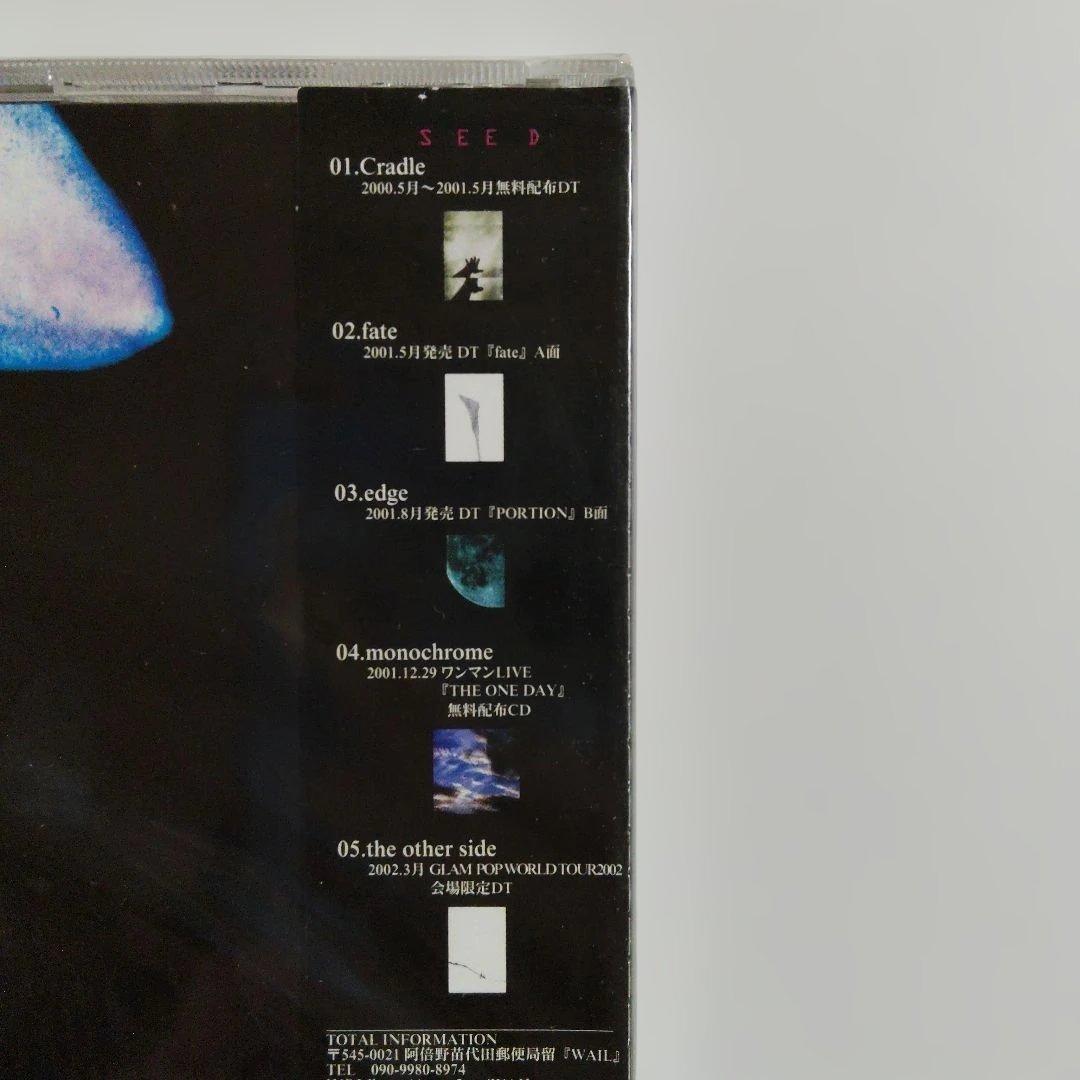 SEED
01.Cradle
2000.5月～2001.5月無料配布DT
02.fate
2001.5月発売 DT『fate』A面
03.edge
2001.8月発売 DT『PORTION』B面
04.monochrome
2001.12.29 ワンマンLIVE
『THE ONE DAY』
無料配布CD
05.the other side
2002.3月 GLAM POP WORLD TOUR2002
会場限定DT
TOTAL INFORMATION
〒545-0021 阿倍野苗代田郵便局留『WAIL』
TEL 090-9980-8974